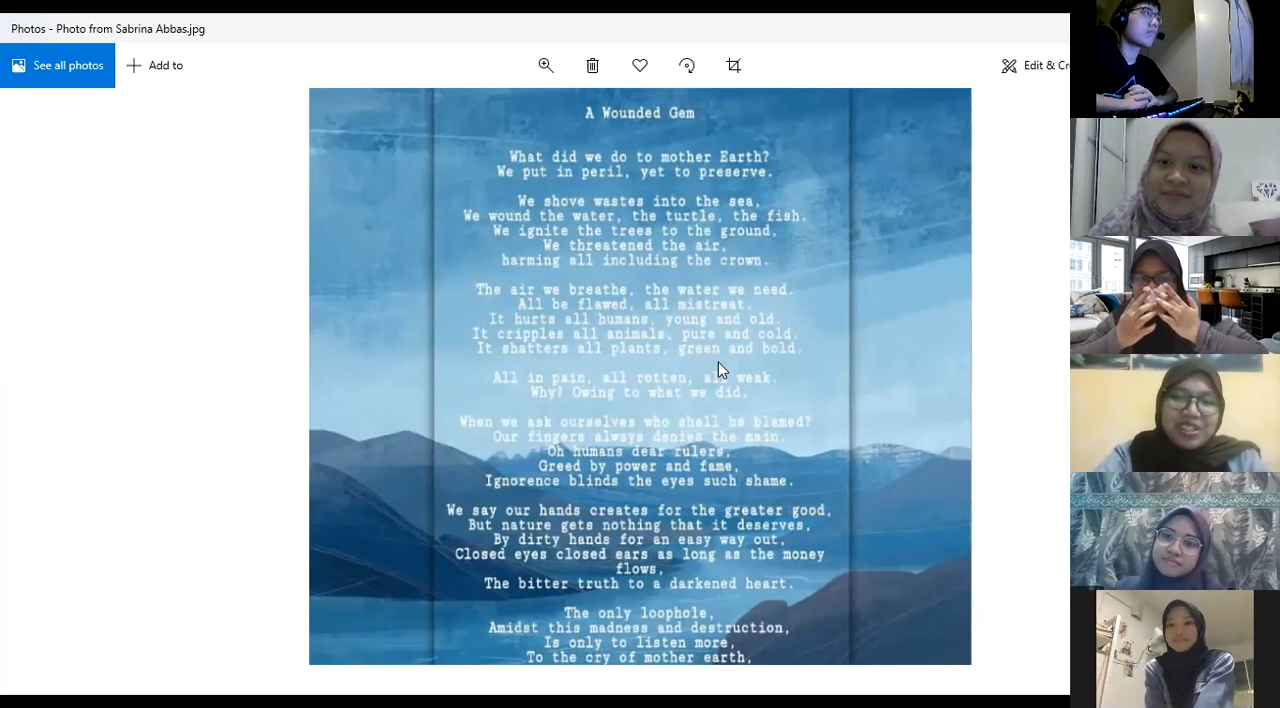 Photos - Photo from Sabrina Abbas.jpg
See all photos
Add to
Edit & Cr
A Wounded Gem
What did we do to mother Earth?
We put in peril, yet to preserve.
We shove wastes into the sea,
We wound the water, the turtle, the fish.
We ignite the trees to the ground,
We threatened the air,
harming all including the crown.
The air we breathe, the water we need.
All be flawed, all mistreat.
It hurts all humans, young and old.
It cripples all animals, pure and cold.
It shatters all plants, green and bold.
All in pain, all rotten, all weak.
Why? Owing to what we did.
When we ask ourselves who shall be blamed?
Our fingers always denies the main.
Oh humans dear rulers,
Greed by power and fame,
Ignorence blinds the eyes such shame.
We say our hands creates for the greater good,
But nature gets nothing that it deserves,
By dirty hands for an easy way out,
Closed eyes closed ears as long as the money
flows,
The bitter truth to a darkened heart.
The only loophole,
Amidst this madness and destruction,
Is only to listen more,
To the cry of mother earth,